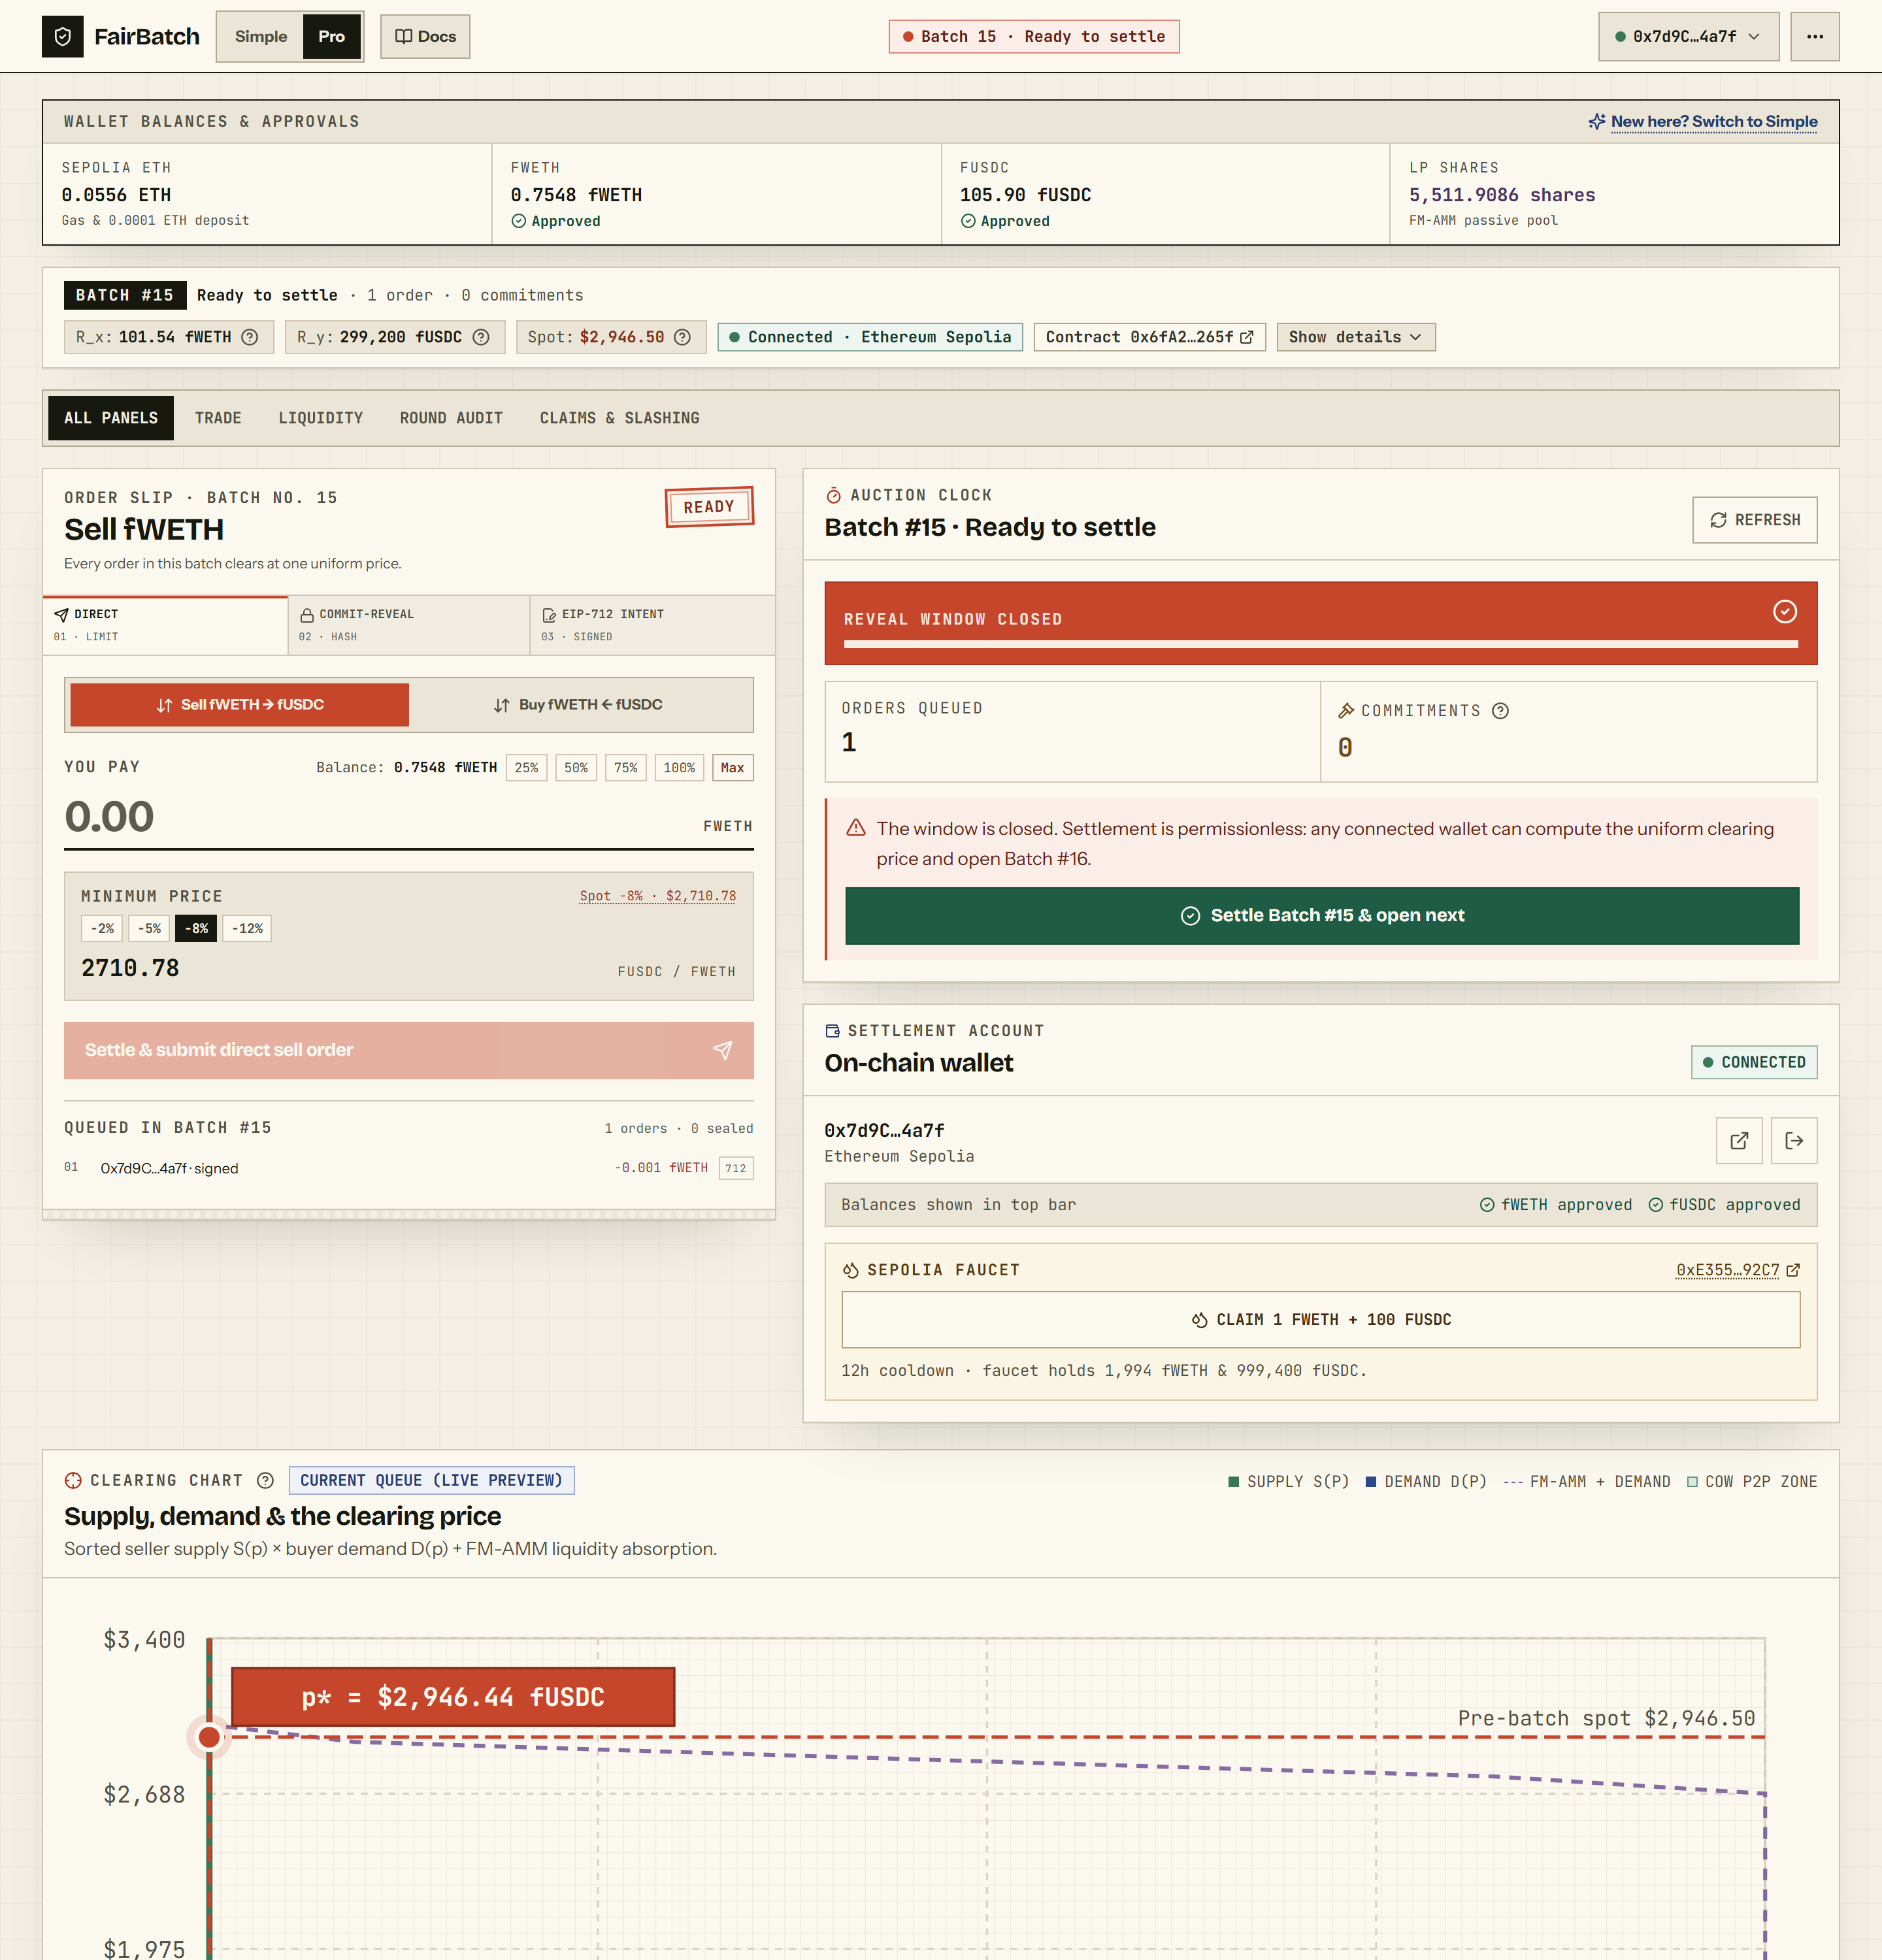 FairBatch
Simple
Pro
Docs
Batch 15 · Ready to settle
0x7d9C…4a7f
WALLET BALANCES & APPROVALS
New here? Switch to Simple
SEPOLIA ETH
0.0556 ETH
Gas & 0.0001 ETH deposit
FWETH
0.7548 fWETH
Approved
FUSDC
105.90 fUSDC
Approved
LP SHARES
5,511.9086 shares
FM-AMM passive pool
BATCH #15 Ready to settle · 1 order · 0 commitments
R_x: 101.54 fWETH
R_y: 299,200 fUSDC
Spot: $2,946.50
Connected · Ethereum Sepolia
Contract 0x6fA2…265f
Show details
ALL PANELS
TRADE
LIQUIDITY
ROUND AUDIT
CLAIMS & SLASHING
ORDER SLIP · BATCH NO. 15
Sell fWETH
Every order in this batch clears at one uniform price.
READY
DIRECT
01 · LIMIT
COMMIT-REVEAL
02 · HASH
EIP-712 INTENT
03 · SIGNED
Sell fWETH → fUSDC
Buy fWETH ← fUSDC
YOU PAY
Balance: 0.7548 fWETH
25%
50%
75%
100%
Max
0.00
FWETH
MINIMUM PRICE
Spot -8% · $2,710.78
-2%
-5%
-8%
-12%
2710.78
FUSDC / FWETH
Settle & submit direct sell order
QUEUED IN BATCH #15
1 orders · 0 sealed
01 0x7d9C…4a7f · signed
-0.001 fWETH
712
AUCTION CLOCK
Batch #15 · Ready to settle
REFRESH
REVEAL WINDOW CLOSED
ORDERS QUEUED
1
COMMITMENTS
0
The window is closed. Settlement is permissionless: any connected wallet can compute the uniform clearing
price and open Batch #16.
Settle Batch #15 & open next
SETTLEMENT ACCOUNT
On-chain wallet
CONNECTED
0x7d9C…4a7f
Ethereum Sepolia
Balances shown in top bar
fWETH approved
fUSDC approved
SEPOLIA FAUCET
0xE355…92C7
CLAIM 1 FWETH + 100 FUSDC
12h cooldown · faucet holds 1,994 fWETH & 999,400 fUSDC.
CLEARING CHART
CURRENT QUEUE (LIVE PREVIEW)
SUPPLY S(P)
DEMAND D(P)
FM-AMM + DEMAND
COW P2P ZONE
Supply, demand & the clearing price
Sorted seller supply S(p) × buyer demand D(p) + FM-AMM liquidity absorption.
$3,400
p* = $2,946.44 fUSDC
Pre-batch spot $2,946.50
$2,688
$1,975